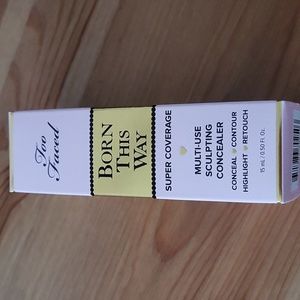 Too
Faced
BORN
THIS
WAY
SUPER COVERAGE
MULTI-USE
SCULPTING
CONCEALER
CONCEAL CONTOUR
HIGHLIGHT RETOUCH
15 mL / 0.50 Fl. Oz.